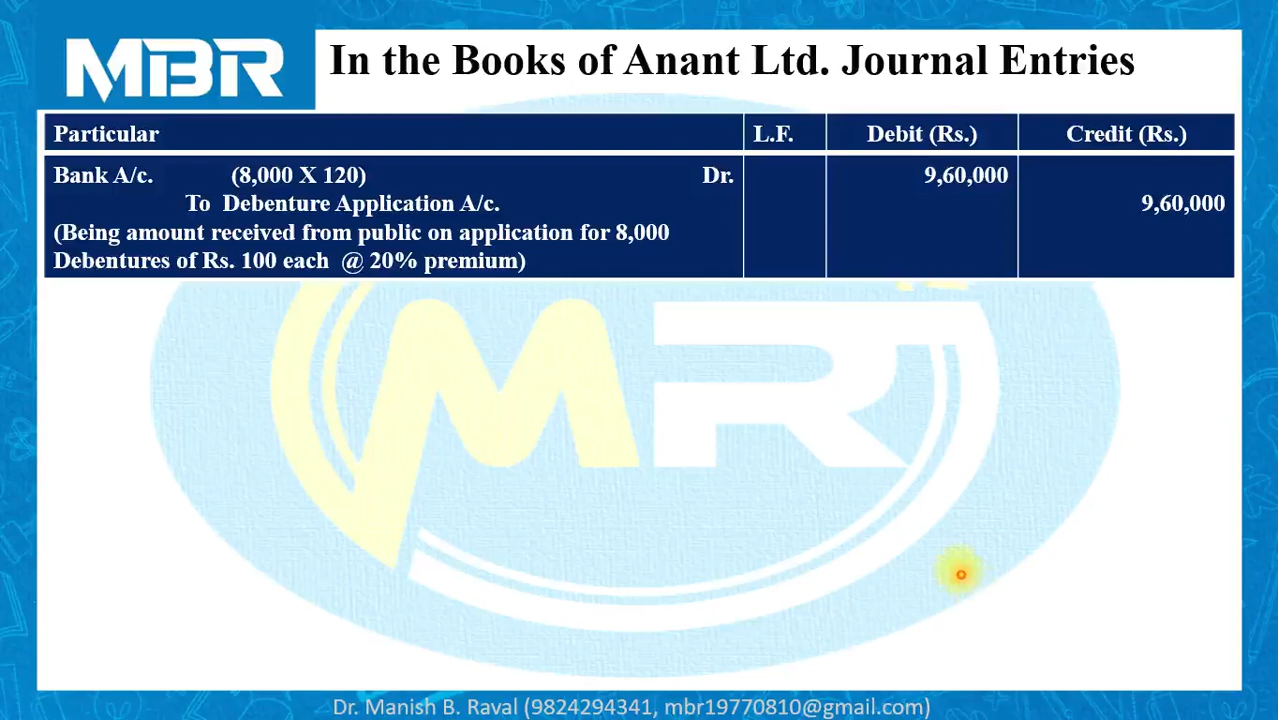 MBR
In the Books of Anant Ltd. Journal Entries
Particular L.F. Debit (Rs.) Credit (Rs.)
Bank A/c. (8,000 X 120) Dr. 9,60,000
To Debenture Application A/c. 9,60,000
(Being amount received from public on application for 8,000
Debentures of Rs. 100 each @ 20% premium)
MR
Dr. Manish B. Raval (9824294341, mbr19770810@gmail.com)